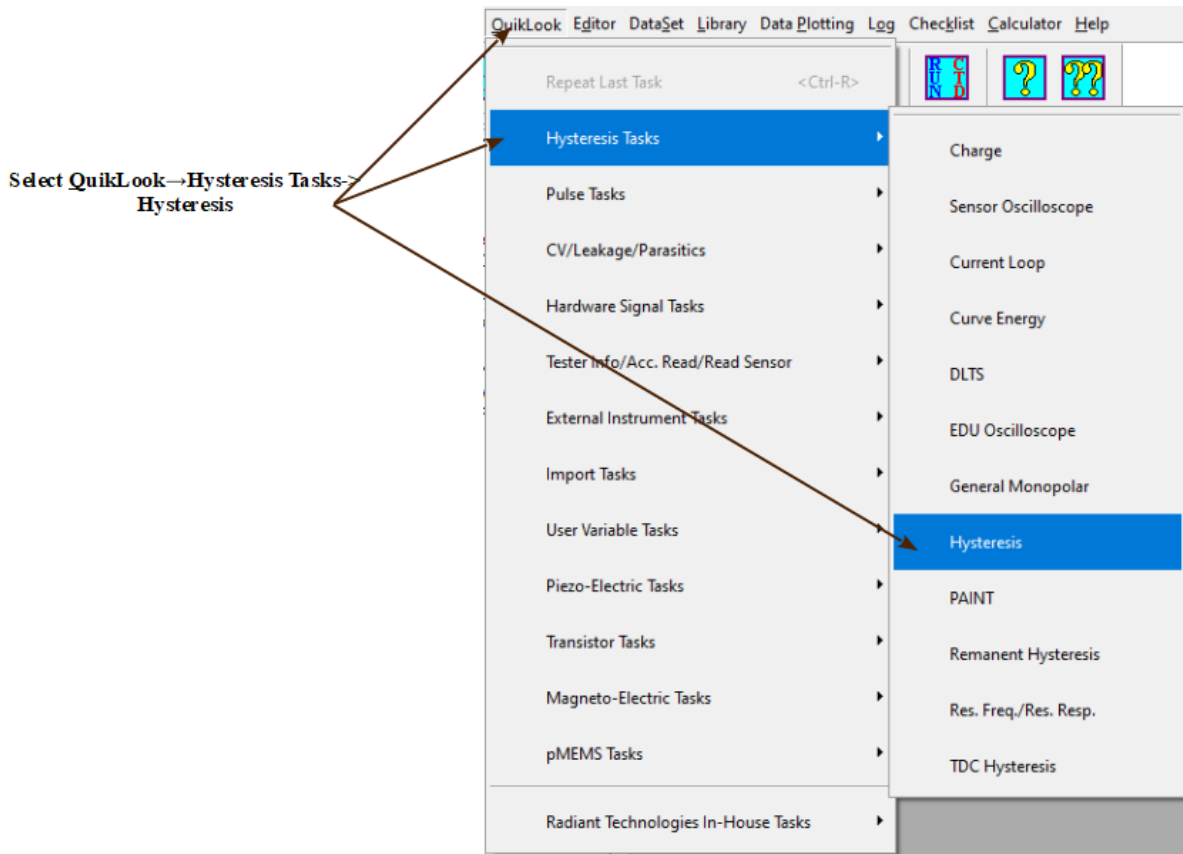 QuikLook Editor DataSet Library Data Plotting Log Checklist Calculator Help
Repeat Last Task <Ctrl-R>
RUN CTD ? ??
Hysteresis Tasks
Charge
Select QuikLook→Hysteresis Tasks->
Hysteresis
Pulse Tasks
Sensor Oscilloscope
CV/Leakage/Parasitics
Current Loop
Hardware Signal Tasks
Curve Energy
Tester Info/Acc. Read/Read Sensor
DLTS
External Instrument Tasks
EDU Oscilloscope
Import Tasks
General Monopolar
User Variable Tasks
Hysteresis
Piezo-Electric Tasks
PAINT
Transistor Tasks
Remanent Hysteresis
Magneto-Electric Tasks
Res. Freq./Res. Resp.
pMEMS Tasks
TDC Hysteresis
Radiant Technologies In-House Tasks